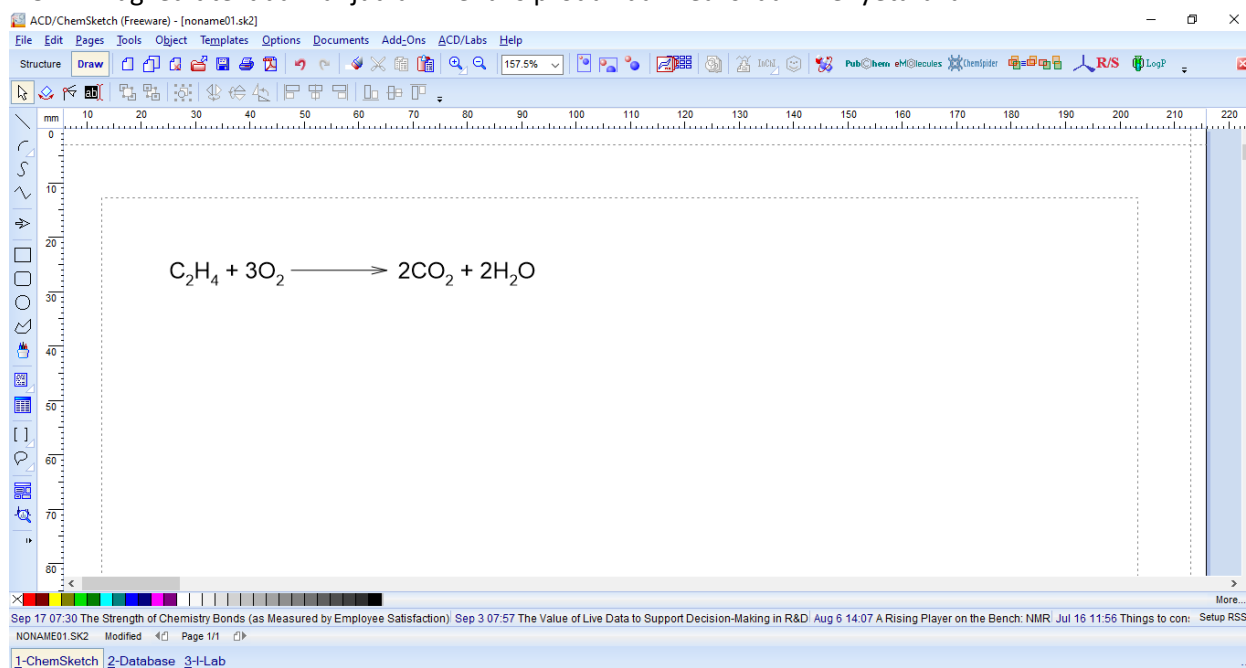 ACD/ChemSketch (Freeware) - [noname01.sk2]
File Edit Pages Tools Object Templates Options Documents Add-Ons ACD/Labs Help
Structure Draw 157.5% InChI PubChem eMolecules ChemSpider R/S LogP
mm 10 20 30 40 50 60 70 80 90 100 110 120 130 140 150 160 170 180 190 200 210 220
0
10
20
C₂H₄ + 3O₂ ⟶ 2CO₂ + 2H₂O
30
40
50
60
70
80
More...
Sep 17 07:30 The Strength of Chemistry Bonds (as Measured by Employee Satisfaction) Sep 3 07:57 The Value of Live Data to Support Decision-Making in R&D Aug 6 14:07 A Rising Player on the Bench: NMR Jul 16 11:56 Things to con: Setup RSS
NONAME01.SK2 Modified Page 1/1
1-ChemSketch 2-Database 3-I-Lab